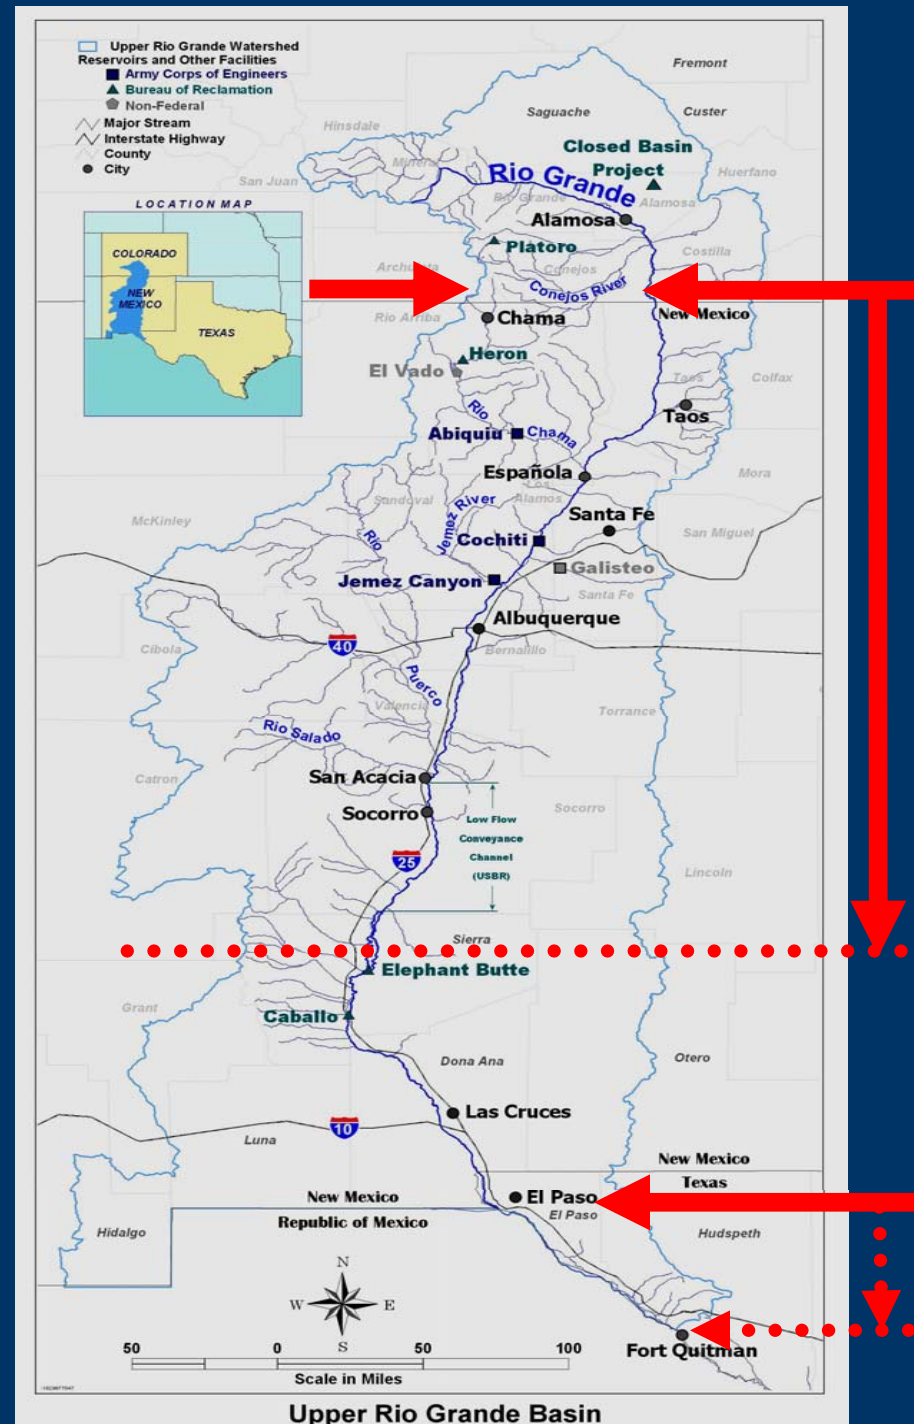 Upper Rio Grande Watershed
Reservoirs and Other Facilities
Army Corps of Engineers
Bureau of Reclamation
Non-Federal
Major Stream
Interstate Highway
County
City
LOCATION MAP
COLORADO
NEW
MEXICO
TEXAS
Fremont
Saguache
Custer
Hinsdale
Closed Basin
Project
Mineral
San Juan
Huerfano
Rio Grande
Rio Grande
Alamosa
Alamosa
Platoro
Costilla
Archuleta
Conejos
Conejos River
New Mexico
Rio Arriba
Chama
Heron
El Vado
Taos
Colfax
Taos
Rio
Chama
Abiquiu
Española
Mora
Los
Alamos
Sandoval
Jemez River
McKinley
Santa Fe
San Miguel
Rio
Cochiti
Galisteo
Jemez Canyon
Santa Fe
Albuquerque
40
Cibola
Bernalillo
Puerco
Valencia
Torrance
Rio Salado
San Acacia
Catron
Socorro
Socorro
Low Flow
Conveyance
Channel
(USBR)
25
Lincoln
Sierra
Elephant Butte
Grant
Caballo
Dona Ana
Otero
Las Cruces
10
Luna
New Mexico
Texas
El Paso
New Mexico
El Paso
Republic of Mexico
Hidalgo
Hudspeth
N
W
E
S
50
0
50
100
Scale in Miles
Fort Quitman
Upper Rio Grande Basin